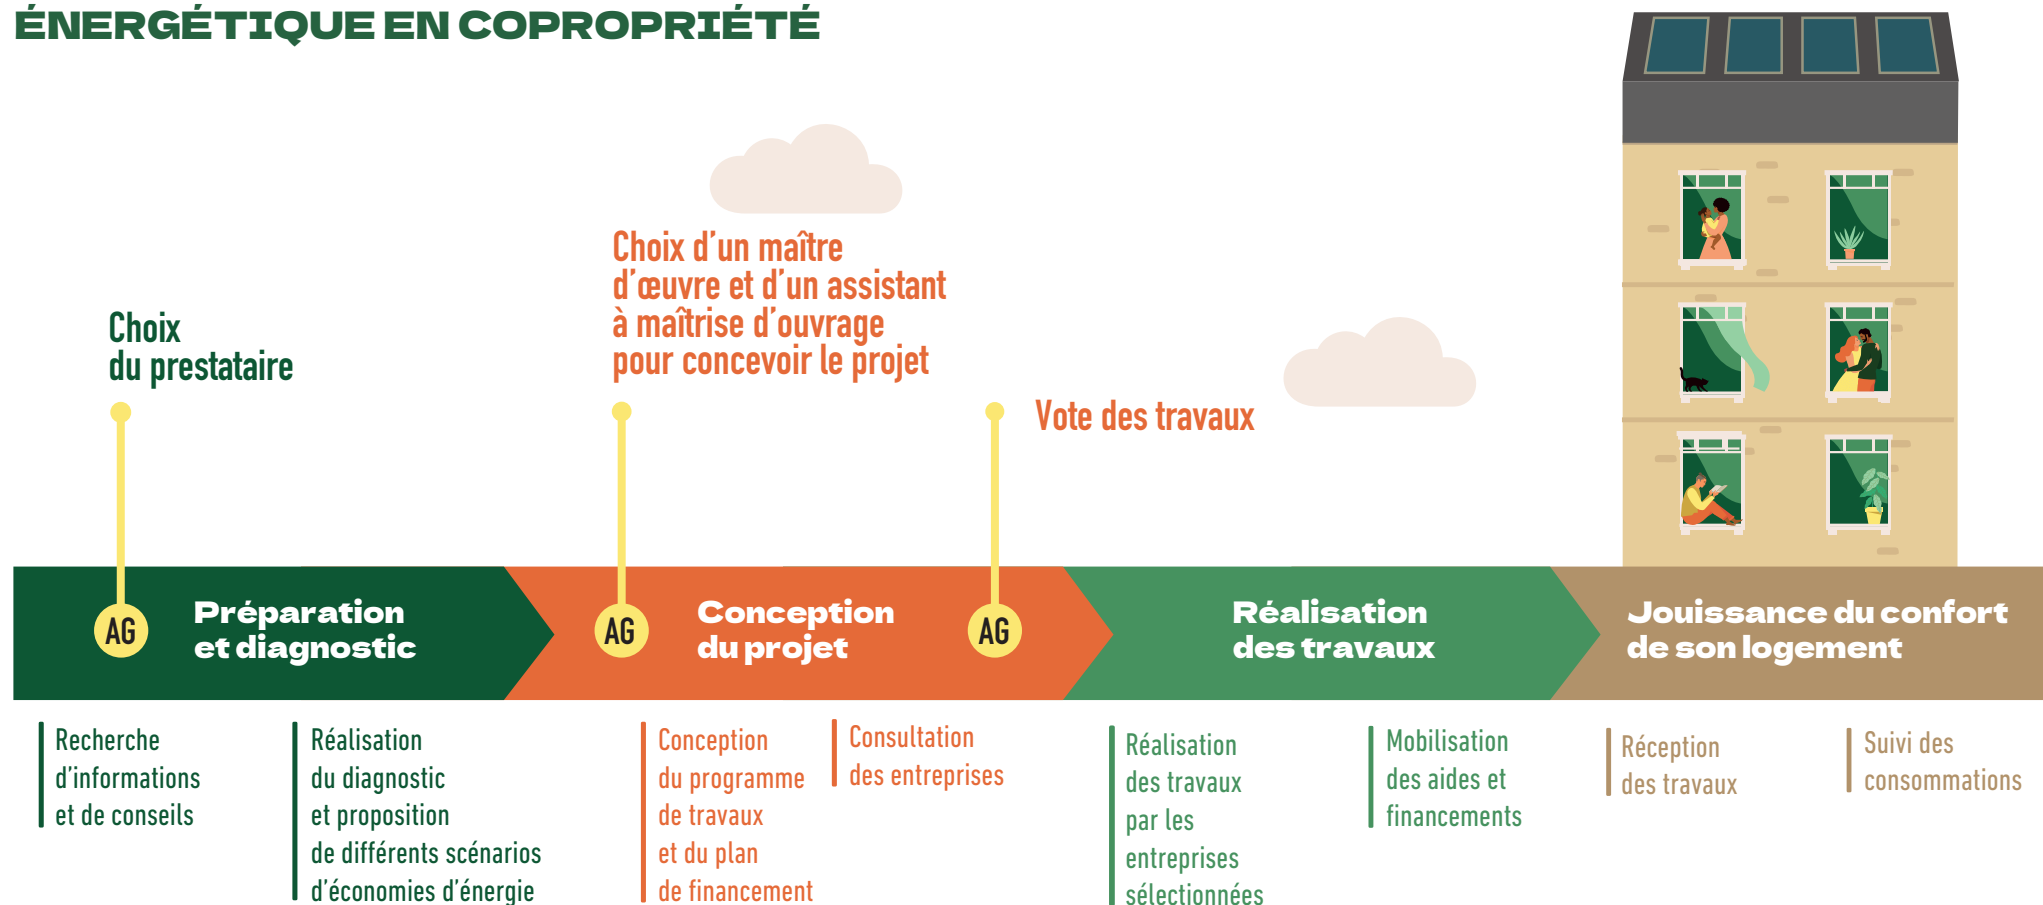 ÉNERGÉTIQUE EN COPROPRIÉTÉ
Choix
du prestataire
Choix d'un maître
d'œuvre et d'un assistant
à maîtrise d'ouvrage
pour concevoir le projet
Vote des travaux
AG
Préparation
et diagnostic
AG
Conception
du projet
AG
Réalisation
des travaux
Jouissance du confort
de son logement
Recherche
d'informations
et de conseils
Réalisation
du diagnostic
et proposition
de différents scénarios
d'économies d'énergie
Conception
du programme
de travaux
et du plan
de financement
Consultation
des entreprises
Réalisation
des travaux
par les
entreprises
sélectionnées
Mobilisation
des aides et
financements
Réception
des travaux
Suivi des
consommations